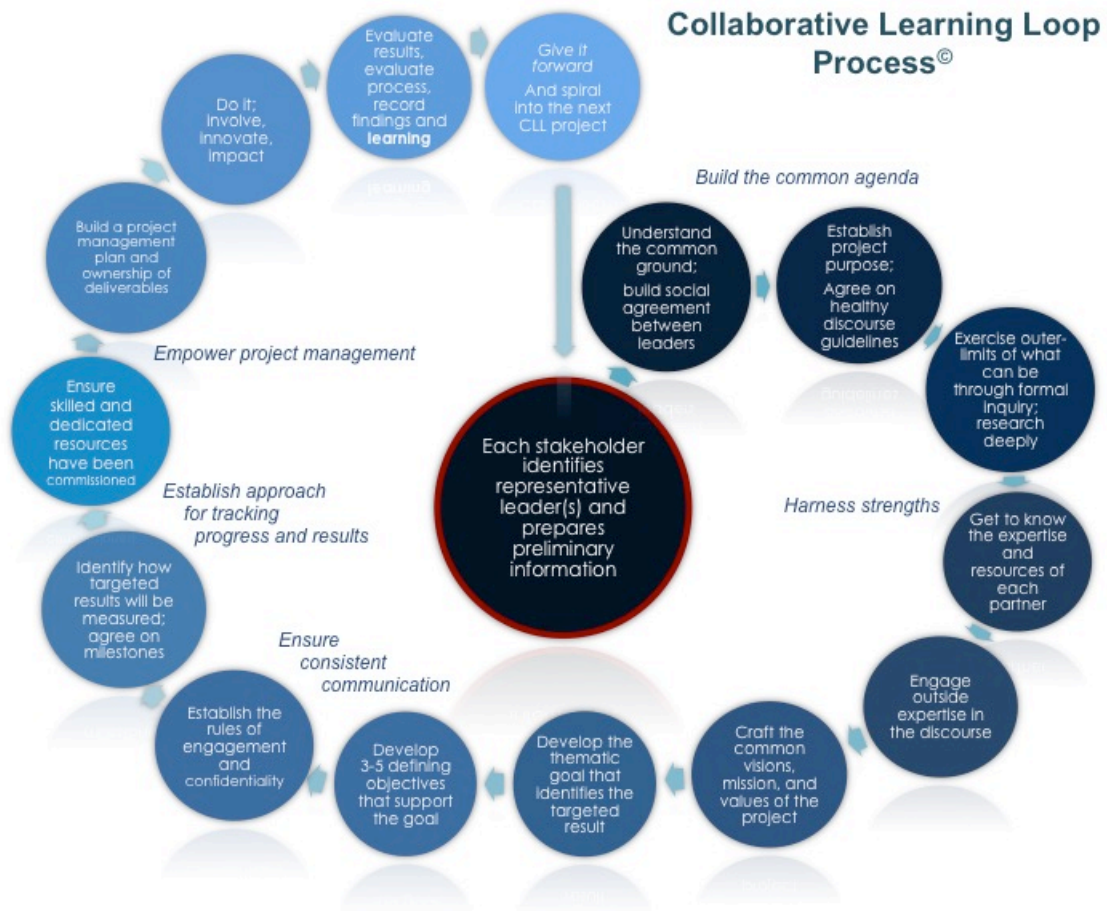 Collaborative Learning Loop
Process©
Each stakeholder
identifies
representative
leader(s) and
prepares
preliminary
information
Build the common agenda
Understand
the common
ground;
build social
agreement
between
leaders
Establish
project
purpose;
Agree on
healthy
discourse
guidelines
Exercise outer-
limits of what
can be
through formal
inquiry;
research
deeply
Harness strengths
Get to know
the expertise
and
resources of
each
partner
Engage
outside
expertise in
the discourse
Craft the
common
visions,
mission, and
values of the
project
Develop the
thematic
goal that
identifies the
targeted
result
Develop
3-5 defining
objectives
that support
the goal
Ensure
consistent
communication
Establish the
rules of
engagement
and
confidentiality
Identify how
targeted
results will be
measured;
agree on
milestones
Establish approach
for tracking
progress and results
Ensure
skilled and
dedicated
resources
have been
commissioned
Empower project management
Build a project
management
plan and
ownership of
deliverables
Do it;
involve,
innovate,
impact
Evaluate
results,
evaluate
process,
record
findings and
learning
Give it
forward
And spiral
into the next
CLL project